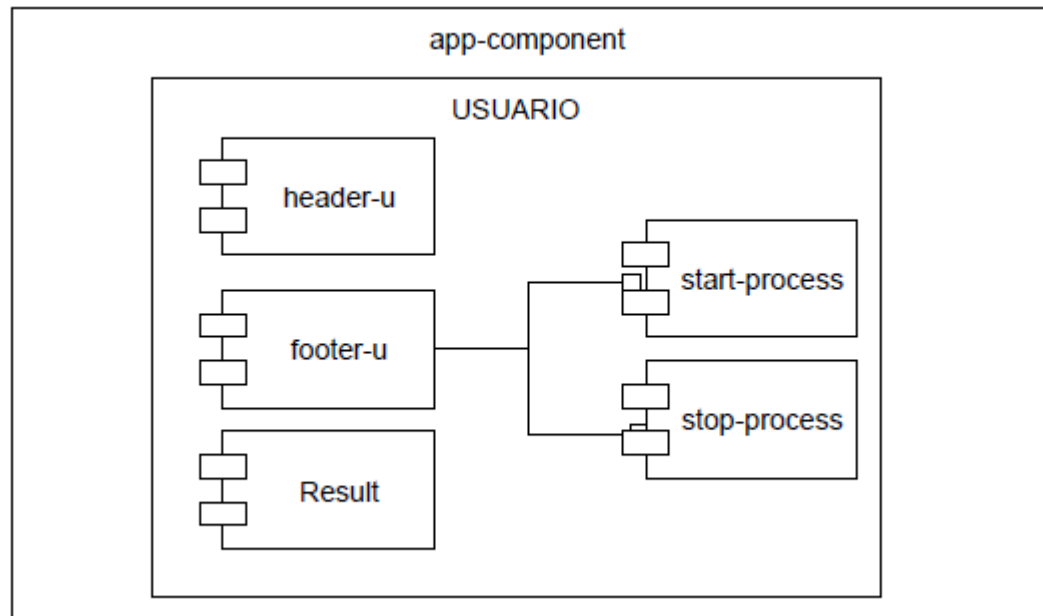 app-component
USUARIO
header-u
start-process
footer-u
stop-process
Result